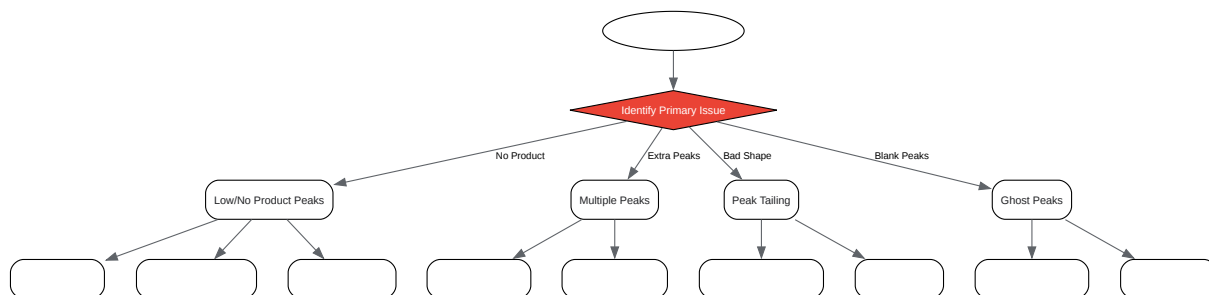 Identify Primary Issue
No Product
Extra Peaks
Bad Shape
Blank Peaks
Low/No Product Peaks
Multiple Peaks
Peak Tailing
Ghost Peaks